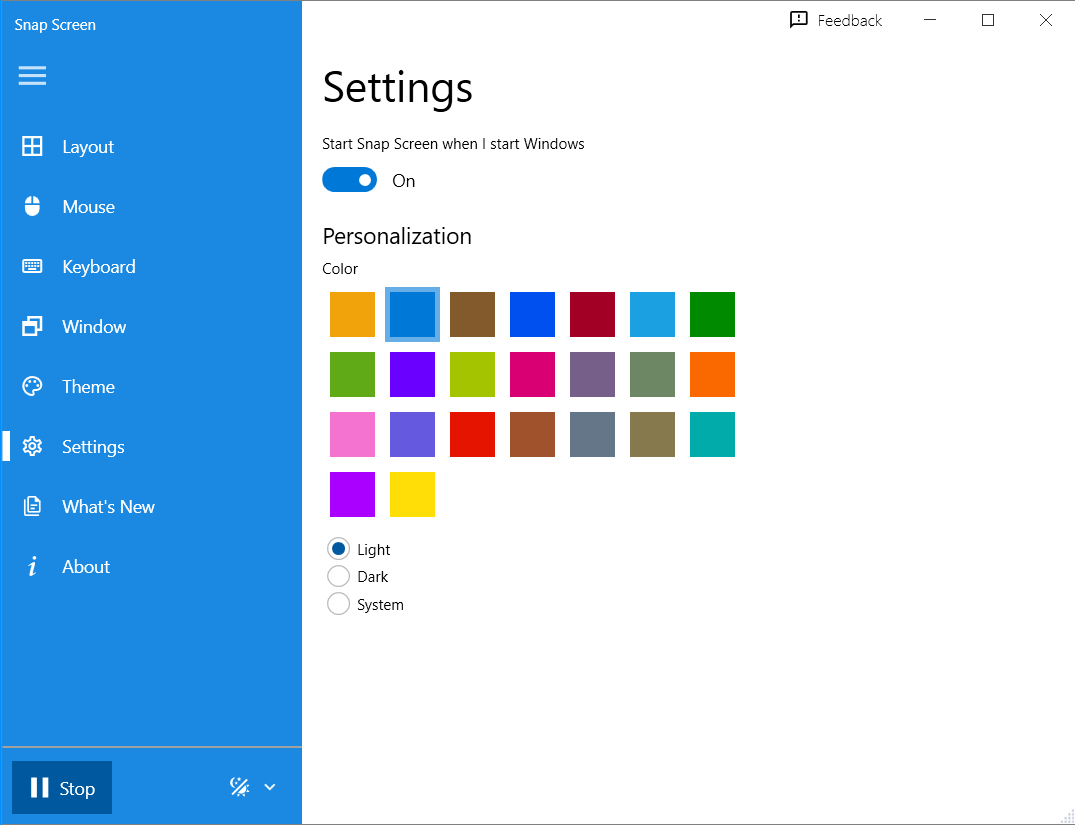 Snap Screen
Feedback
Layout
Mouse
Keyboard
Window
Theme
Settings
What's New
About
Stop
Settings
Start Snap Screen when I start Windows
On
Personalization
Color
Light
Dark
System